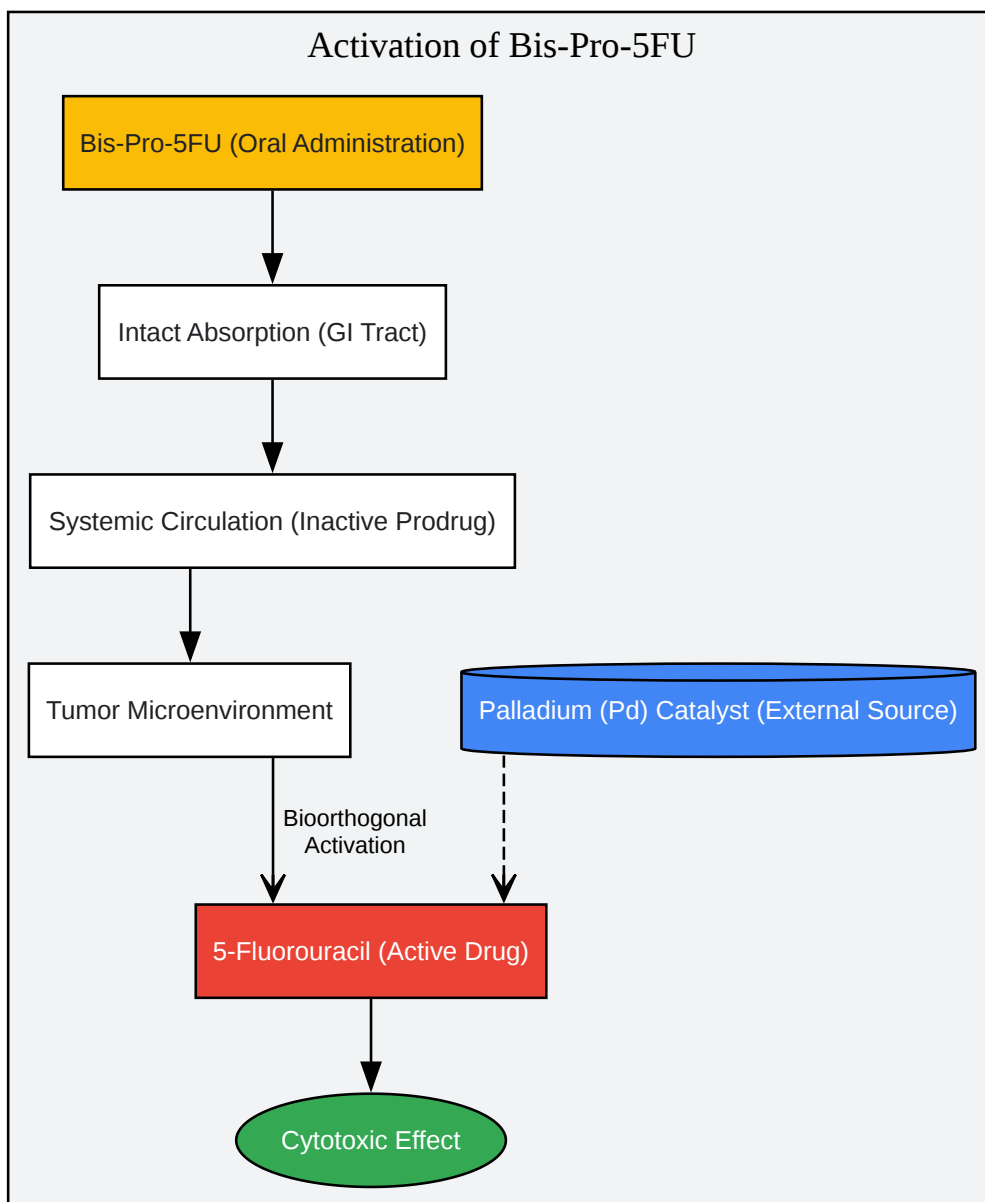 Activation of Bis-Pro-5FU
Bis-Pro-5FU (Oral Administration)
Intact Absorption (GI Tract)
Systemic Circulation (Inactive Prodrug)
Tumor Microenvironment
Palladium (Pd) Catalyst (External Source)
Bioorthogonal
Activation
5-Fluorouracil (Active Drug)
Cytotoxic Effect